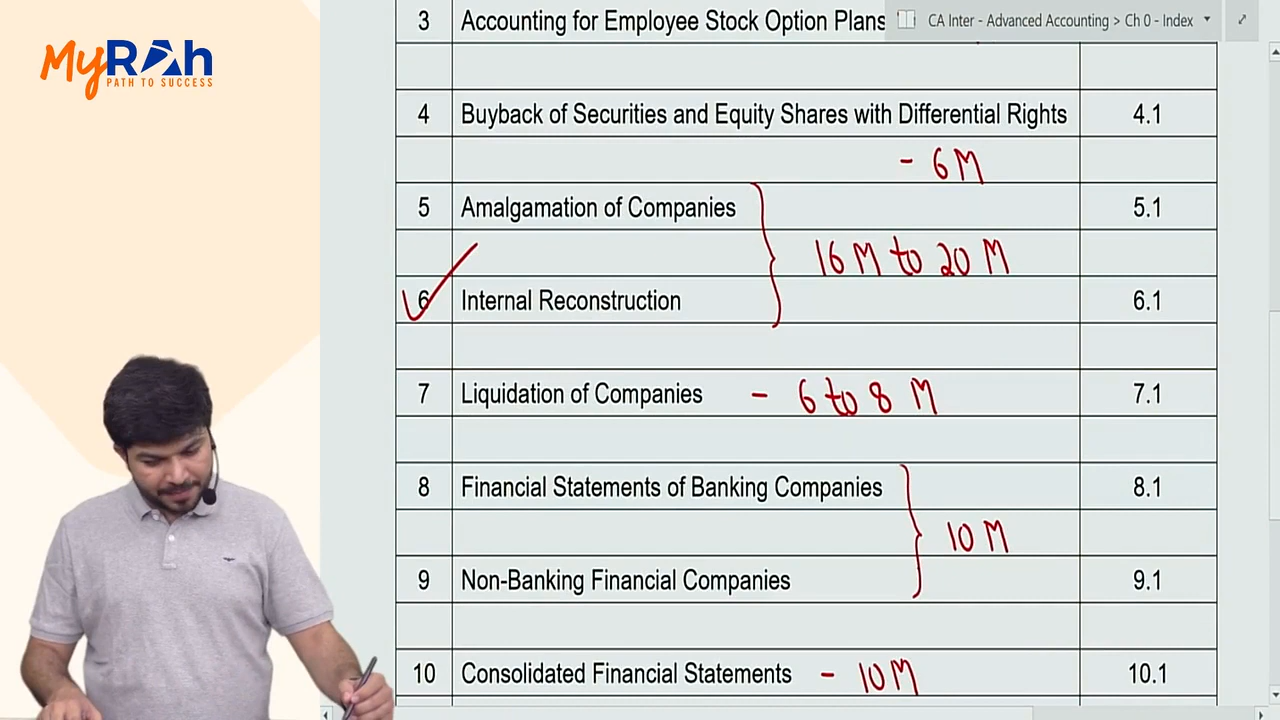 MyRAh
PATH TO SUCCESS
CA Inter - Advanced Accounting > Ch 0 - Index
3 Accounting for Employee Stock Option Plans
4 Buyback of Securities and Equity Shares with Differential Rights 4.1
- 6 M
5 Amalgamation of Companies 5.1
16 M to 20 M
6 Internal Reconstruction 6.1
7 Liquidation of Companies - 6 to 8 M 7.1
8 Financial Statements of Banking Companies 8.1
10 M
9 Non-Banking Financial Companies 9.1
10 Consolidated Financial Statements - 10 M 10.1